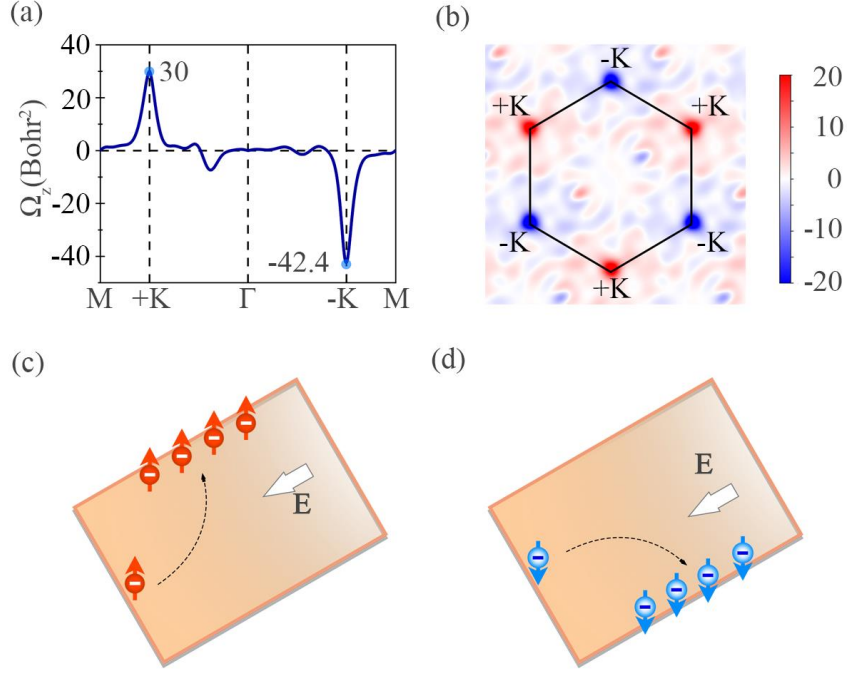 (a)
40
20
0
-20
-40
Ω_z(Bohr²)
30
-42.4
M +K Γ -K M
(b)
-K
+K +K
-K -K
+K
20
10
0
-10
-20
(c)
E
(d)
E